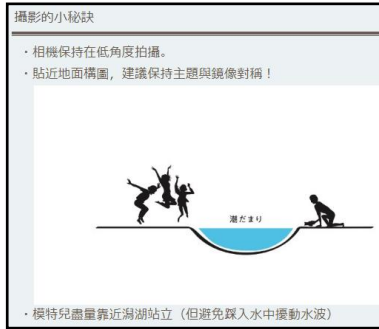 攝影的小秘訣
・相機保持在低角度拍攝。
・貼近地面構圖，建議保持主題與鏡像對稱！
潮だまり
・模特兒盡量靠近潟湖站立（但避免踩入水中擾動水波）